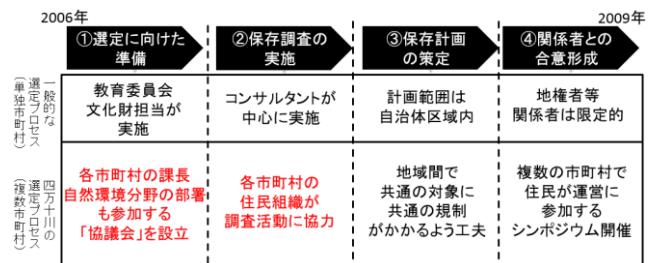 2006年
2009年
①選定に向けた
準備
②保存調査の
実施
③保存計画
の策定
④関係者との
合意形成
一般的な
選定プロセス
(単独市町村)
教育委員会
文化財担当が
実施
コンサルタントが
中心に実施
計画範囲は
自治体区域内
地権者等
関係者は限定的
四万十川の
選定プロセス
(複数市町村)
各市町村の課長
自然環境分野の部署
も参加する
「協議会」を設立
各市町村の
住民組織が
調査活動に協力
地域間で
共通の対象に
共通の規制
がかかるよう工夫
複数の市町村で
住民が運営に
参加する
シンポジウム開催